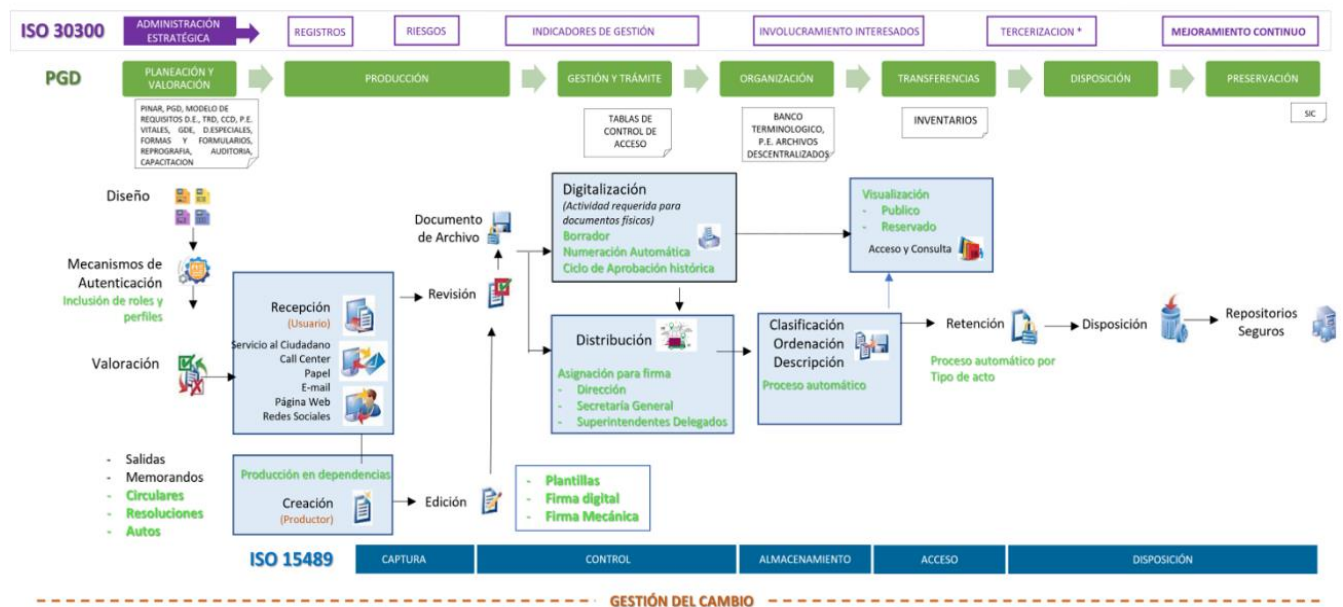 ISO 30300
ADMINISTRACIÓN
ESTRATÉGICA
REGISTROS
RIESGOS
INDICADORES DE GESTIÓN
INVOLUCRAMIENTO INTERESADOS
TERCERIZACION *
MEJORAMIENTO CONTINUO
PGD
PLANEACIÓN Y
VALORACIÓN
PRODUCCIÓN
GESTIÓN Y TRÁMITE
ORGANIZACIÓN
TRANSFERENCIAS
DISPOSICIÓN
PRESERVACIÓN
PINAR, PGD, MODELO DE
REQUISITOS D.E., TRD, CCD, P.E.
VITALES, GDE, D.ESPECIALES,
FORMAS Y FORMULARIOS,
REPROGRAFIA, AUDITORIA,
CAPACITACION
TABLAS DE
CONTROL DE
ACCESO
BANCO
TERMINOLOGICO,
P.E. ARCHIVOS
DESCENTRALIZADOS
INVENTARIOS
SIC
Diseño
Mecanismos de
Autenticación
Inclusión de roles y
perfiles
Valoración
Recepción
(Usuario)
Servicio al Ciudadano
Call Center
Papel
E-mail
Página Web
Redes Sociales
Revisión
Documento
de Archivo
Digitalización
(Actividad requerida para
documentos físicos)
Borrador
Numeración Automática
Ciclo de Aprobación histórica
Visualización
- Publico
- Reservado
Acceso y Consulta
Distribución
Asignación para firma
- Dirección
- Secretaría General
- Superintendentes Delegados
Clasificación
Ordenación
Descripción
Proceso automático
Retención
Proceso automático por
Tipo de acto
Disposición
Repositorios
Seguros
- Salidas
- Memorandos
- Circulares
- Resoluciones
- Autos
Producción en dependencias
Creación
(Productor)
Edición
- Plantillas
- Firma digital
- Firma Mecánica
ISO 15489
CAPTURA
CONTROL
ALMACENAMIENTO
ACCESO
DISPOSICIÓN
GESTIÓN DEL CAMBIO